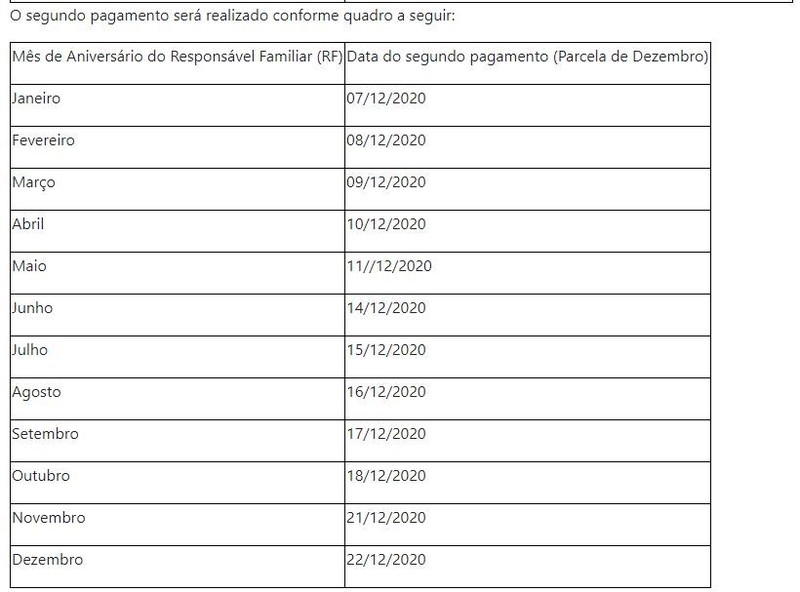 O segundo pagamento será realizado conforme quadro a seguir:
Mês de Aniversário do Responsável Familiar (RF) Data do segundo pagamento (Parcela de Dezembro)
Janeiro 07/12/2020
Fevereiro 08/12/2020
Março 09/12/2020
Abril 10/12/2020
Maio 11//12/2020
Junho 14/12/2020
Julho 15/12/2020
Agosto 16/12/2020
Setembro 17/12/2020
Outubro 18/12/2020
Novembro 21/12/2020
Dezembro 22/12/2020